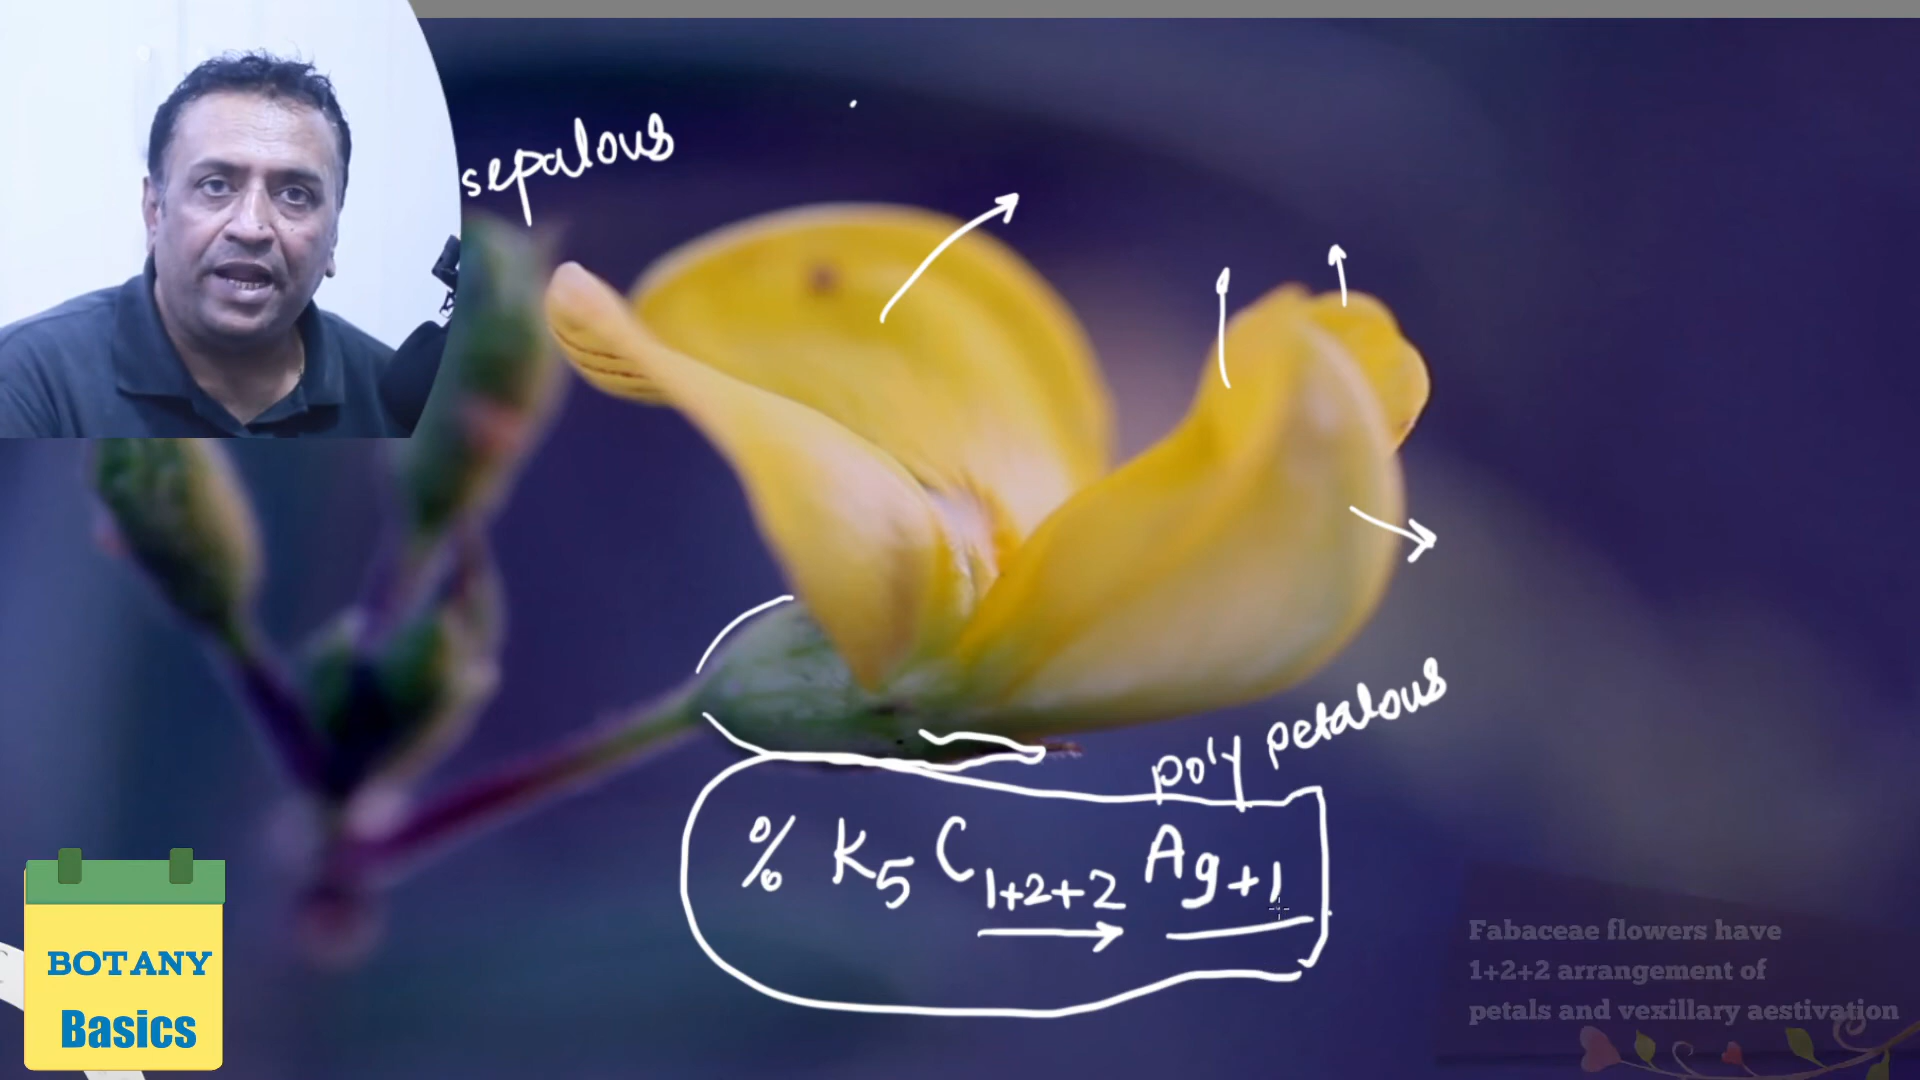 sepalous
poly petalous
% K5 C1+2+2 A9+1
BOTANY
Basics
Fabaceae flowers have
1+2+2 arrangement of
petals and vexillary aestivation